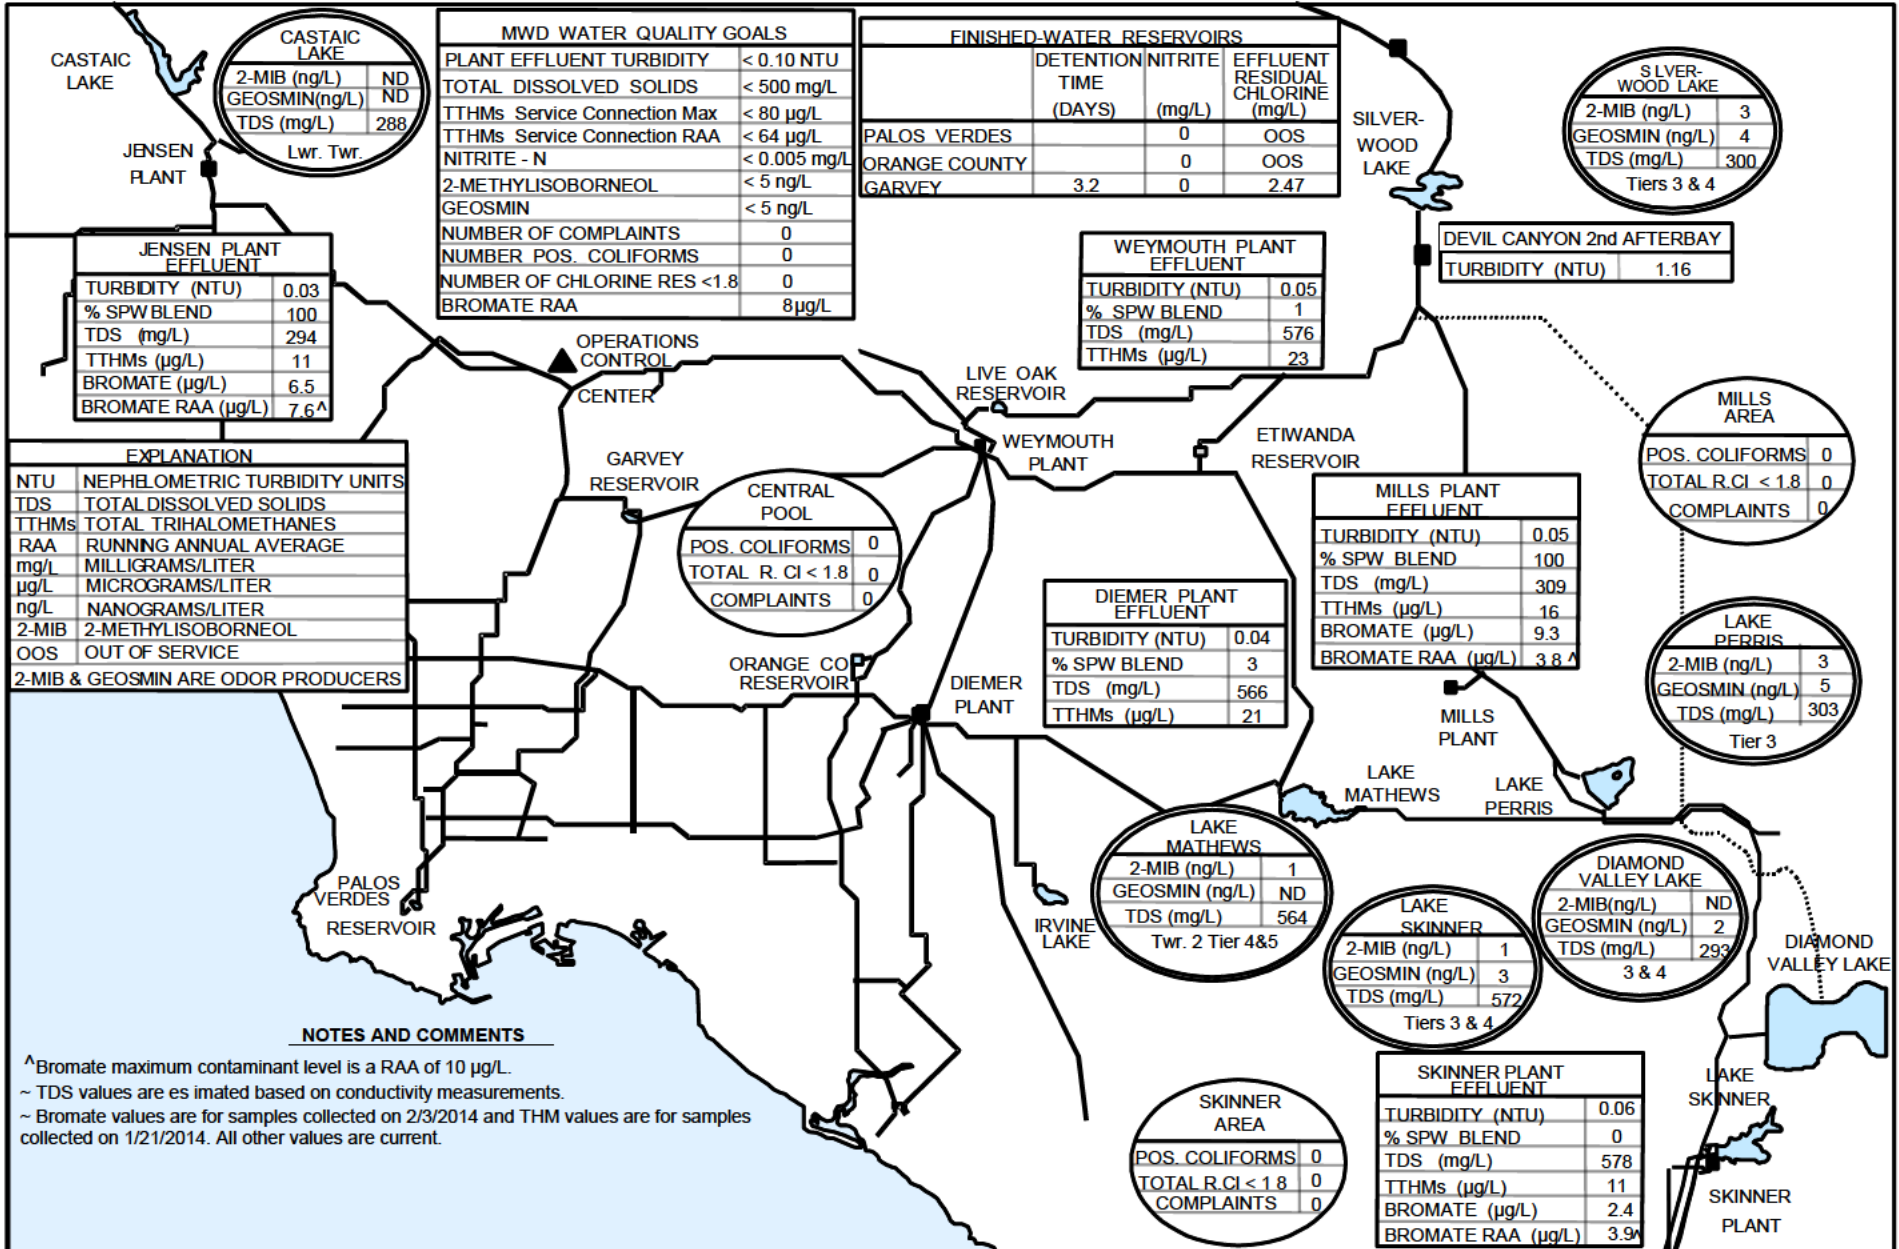 CASTAIC
LAKE
CASTAIC
LAKE
2-MIB (ng/L) ND
GEOSMIN(ng/L) ND
TDS (mg/L) 288
Lwr. Twr.
JENSEN
PLANT
MWD WATER QUALITY GOALS
PLANT EFFLUENT TURBIDITY < 0.10 NTU
TOTAL DISSOLVED SOLIDS < 500 mg/L
TTHMs Service Connection Max < 80 µg/L
TTHMs Service Connection RAA < 64 µg/L
NITRITE - N < 0.005 mg/L
2-METHYLISOBORNEOL < 5 ng/L
GEOSMIN < 5 ng/L
NUMBER OF COMPLAINTS 0
NUMBER POS. COLIFORMS 0
NUMBER OF CHLORINE RES <1.8 0
BROMATE RAA 8µg/L
FINISHED-WATER RESERVOIRS
DETENTION NITRITE EFFLUENT
TIME RESIDUAL
CHLORINE
(DAYS) (mg/L) (mg/L)
PALOS VERDES 0 OOS
ORANGE COUNTY 0 OOS
GARVEY 3.2 0 2.47
SILVER-
WOOD
LAKE
S LVER-
WOOD LAKE
2-MIB (ng/L) 3
GEOSMIN (ng/L) 4
TDS (mg/L) 300
Tiers 3 & 4
DEVIL CANYON 2nd AFTERBAY
TURBIDITY (NTU) 1.16
JENSEN PLANT
EFFLUENT
TURBIDITY (NTU) 0.03
% SPW BLEND 100
TDS (mg/L) 294
TTHMs (µg/L) 11
BROMATE (µg/L) 6.5
BROMATE RAA (µg/L) 7.6^
WEYMOUTH PLANT
EFFLUENT
TURBIDITY (NTU) 0.05
% SPW BLEND 1
TDS (mg/L) 576
TTHMs (µg/L) 23
OPERATIONS
CONTROL
CENTER
LIVE OAK
RESERVOIR
WEYMOUTH
PLANT
ETIWANDA
RESERVOIR
MILLS
AREA
POS. COLIFORMS 0
TOTAL R.Cl < 1.8 0
COMPLAINTS 0
EXPLANATION
NTU NEPHELOMETRIC TURBIDITY UNITS
TDS TOTAL DISSOLVED SOLIDS
TTHMs TOTAL TRIHALOMETHANES
RAA RUNNING ANNUAL AVERAGE
mg/L MILLIGRAMS/LITER
µg/L MICROGRAMS/LITER
ng/L NANOGRAMS/LITER
2-MIB 2-METHYLISOBORNEOL
OOS OUT OF SERVICE
2-MIB & GEOSMIN ARE ODOR PRODUCERS
GARVEY
RESERVOIR
CENTRAL
POOL
POS. COLIFORMS 0
TOTAL R. Cl < 1.8 0
COMPLAINTS 0
MILLS PLANT
EFFLUENT
TURBIDITY (NTU) 0.05
% SPW BLEND 100
TDS (mg/L) 309
TTHMs (µg/L) 16
BROMATE (µg/L) 9.3
BROMATE RAA (µg/L) 3 8 ^
DIEMER PLANT
EFFLUENT
TURBIDITY (NTU) 0.04
% SPW BLEND 3
TDS (mg/L) 566
TTHMs (µg/L) 21
LAKE
PERRIS
2-MIB (ng/L) 3
GEOSMIN (ng/L) 5
TDS (mg/L) 303
Tier 3
ORANGE CO
RESERVOIR
DIEMER
PLANT
MILLS
PLANT
LAKE
MATHEWS
LAKE
PERRIS
LAKE
MATHEWS
2-MIB (ng/L) 1
GEOSMIN (ng/L) ND
TDS (mg/L) 564
Twr. 2 Tier 4&5
DIAMOND
VALLEY LAKE
2-MIB(ng/L) ND
GEOSMIN (ng/L) 2
TDS (mg/L) 293
3 & 4
LAKE
SKINNER
2-MIB (ng/L) 1
GEOSMIN (ng/L) 3
TDS (mg/L) 572
Tiers 3 & 4
PALOS
VERDES
RESERVOIR
IRVINE
LAKE
DIAMOND
VALLEY LAKE
NOTES AND COMMENTS
^Bromate maximum contaminant level is a RAA of 10 µg/L.
~ TDS values are es imated based on conductivity measurements.
~ Bromate values are for samples collected on 2/3/2014 and THM values are for samples
collected on 1/21/2014. All other values are current.
SKINNER
AREA
POS. COLIFORMS 0
TOTAL R.Cl < 1 8 0
COMPLAINTS 0
SKINNER PLANT
EFFLUENT
TURBIDITY (NTU) 0.06
% SPW BLEND 0
TDS (mg/L) 578
TTHMs (µg/L) 11
BROMATE (µg/L) 2.4
BROMATE RAA (µg/L) 3.9^
LAKE
SKINNER
SKINNER
PLANT